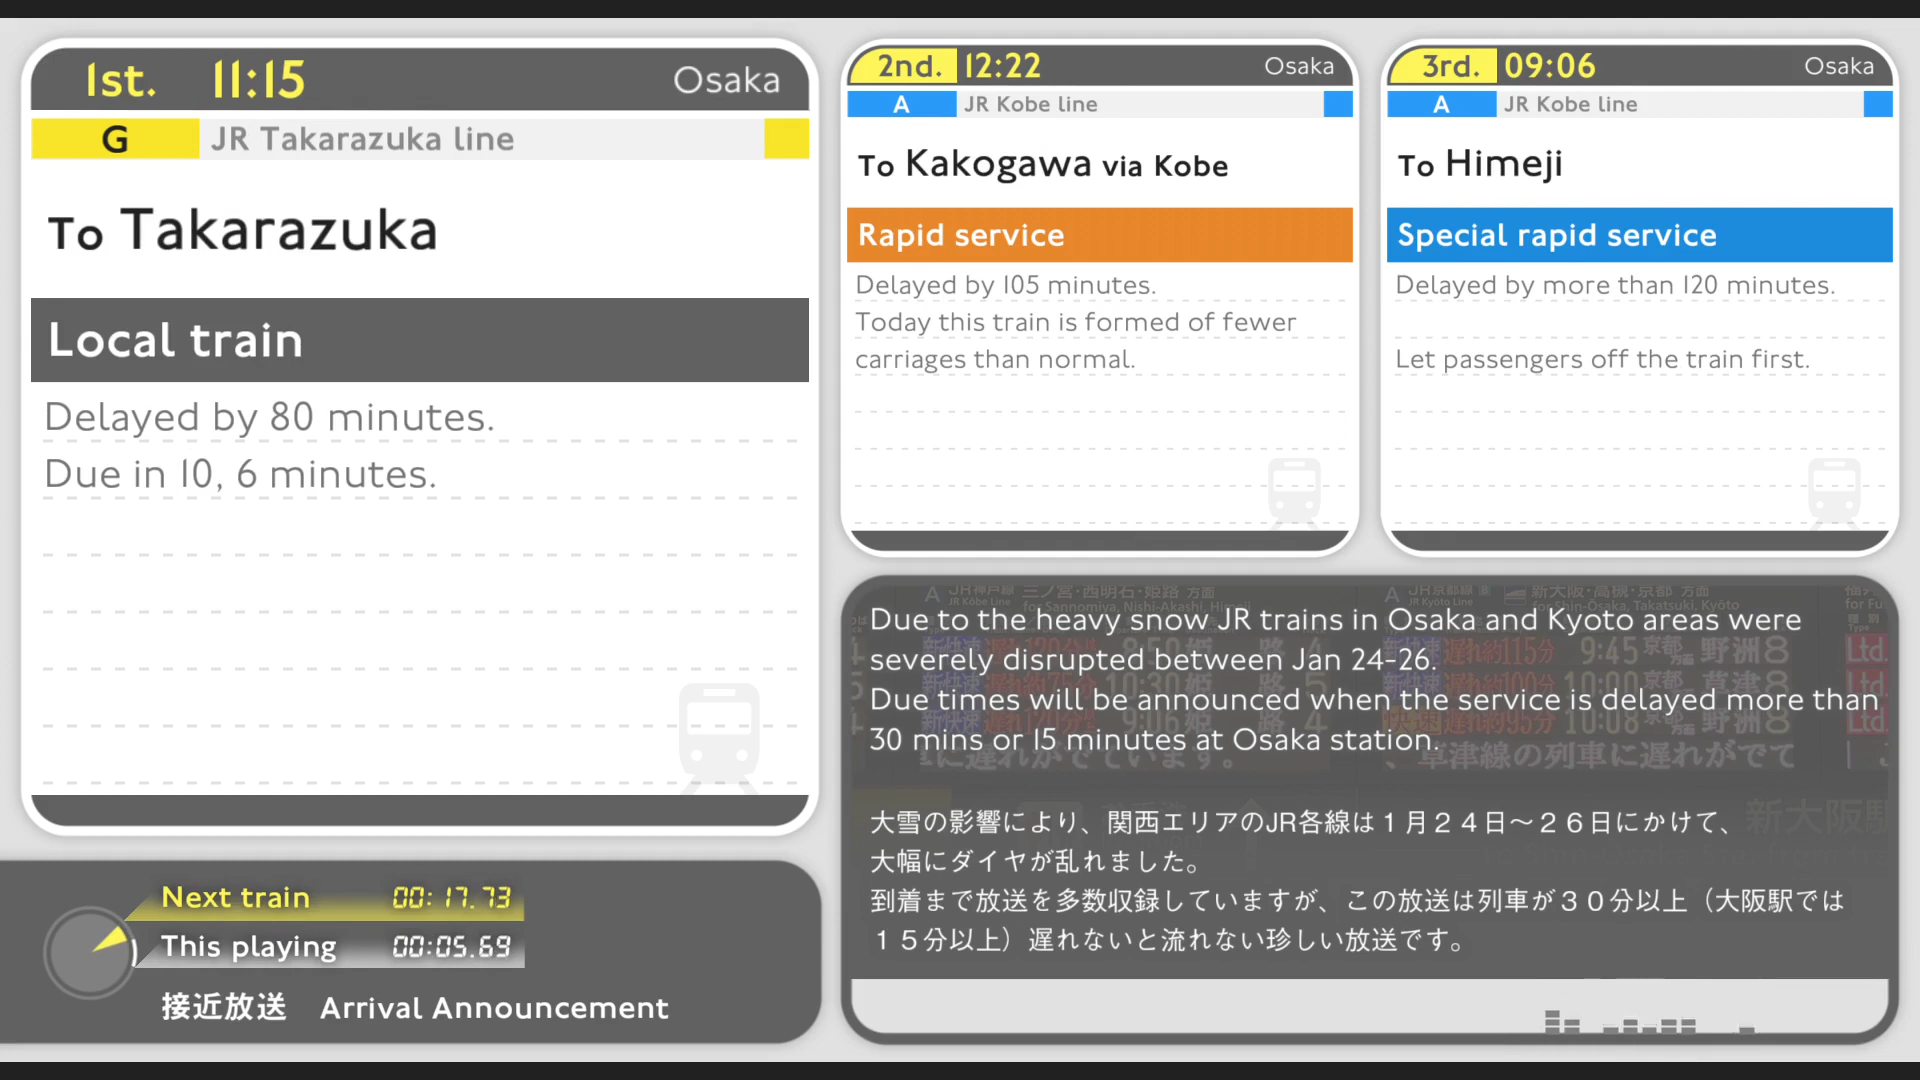 1st. 11:15 Osaka
G JR Takarazuka line
To Takarazuka
Local train
Delayed by 80 minutes.
Due in 10, 6 minutes.
2nd. 12:22 Osaka
A JR Kobe line
To Kakogawa via Kobe
Rapid service
Delayed by 105 minutes.
Today this train is formed of fewer
carriages than normal.
3rd. 09:06 Osaka
A JR Kobe line
To Himeji
Special rapid service
Delayed by more than 120 minutes.
Let passengers off the train first.
Due to the heavy snow JR trains in Osaka and Kyoto areas were
severely disrupted between Jan 24-26.
Due times will be announced when the service is delayed more than
30 mins or 15 minutes at Osaka station.
大雪の影響により、関西エリアのJR各線は１月２４日～２６日にかけて、
大幅にダイヤが乱れました。
到着まで放送を多数収録していますが、この放送は列車が３０分以上（大阪駅では
１５分以上）遅れないと流れない珍しい放送です。
Next train 00:17.73
This playing 00:05.69
接近放送 Arrival Announcement